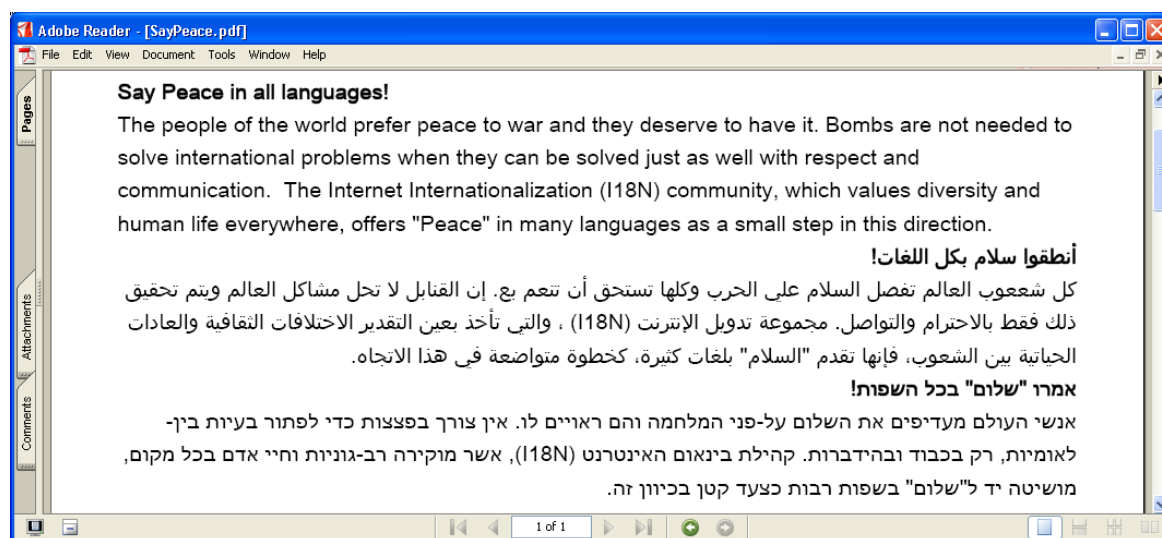 Adobe Reader - [SayPeace.pdf]
File Edit View Document Tools Window Help
Pages
Attachments
Comments
Say Peace in all languages!
The people of the world prefer peace to war and they deserve to have it. Bombs are not needed to
solve international problems when they can be solved just as well with respect and
communication.  The Internet Internationalization (I18N) community, which values diversity and
human life everywhere, offers "Peace" in many languages as a small step in this direction.
أنطقوا سلام بكل اللغات!
كل شععوب العالم تفصل السلام علي الحرب وكلها تستحق أن تنعم بع. إن القنابل لا تحل مشاكل العالم ويتم تحقيق
ذلك فقط بالاحترام والتواصل. مجموعة تدويل الإنترنت (I18N) ، والتي تأخذ بعين التقدير الاختلافات الثقافية والعادات
الحياتية بين الشعوب، فإنها تقدم "السلام" بلغات كثيرة، كخطوة متواضعة في هذا الاتجاه.
אמרו "שלום" בכל השפות!
אנשי העולם מעדיפים את השלום על-פני המלחמה והם ראויים לו. אין צורך בפצצות כדי לפתור בעיות בין-
לאומיות, רק בכבוד ובהידברות. קהילת בינאום האינטרנט (I18N), אשר מוקירה רב-גוניות וחיי אדם בכל מקום,
מושיטה יד ל"שלום" בשפות רבות כצעד קטן בכיוון זה.
1 of 1